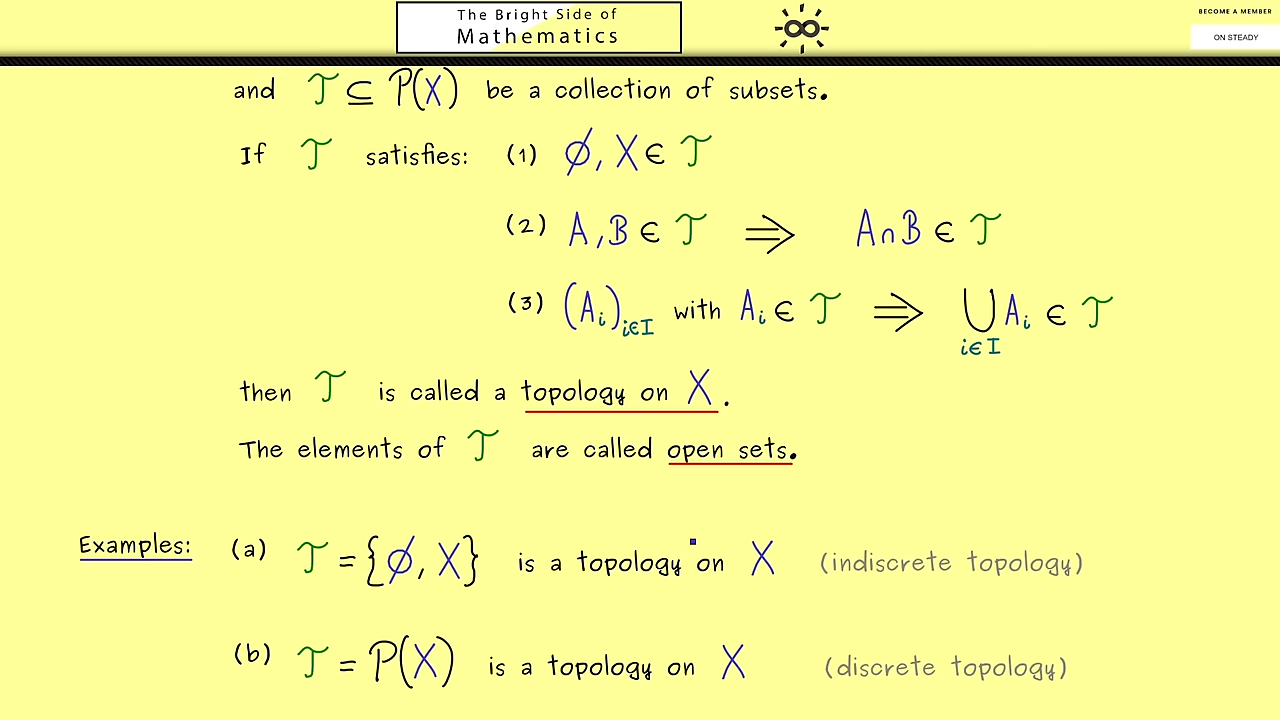 The Bright Side of
Mathematics
BECOME A MEMBER
ON STEADY
and 𝒯 ⊆ P(X) be a collection of subsets.
If 𝒯 satisfies: (1) ∅, X ∈ 𝒯
(2) A, B ∈ 𝒯 ⟹ A∩B ∈ 𝒯
(3) (A_i)_{i∈I} with A_i ∈ 𝒯 ⟹ ⋃_{i∈I} A_i ∈ 𝒯
then 𝒯 is called a topology on X.
The elements of 𝒯 are called open sets.
Examples: (a) 𝒯 = {∅, X} is a topology on X (indiscrete topology)
(b) 𝒯 = P(X) is a topology on X (discrete topology)